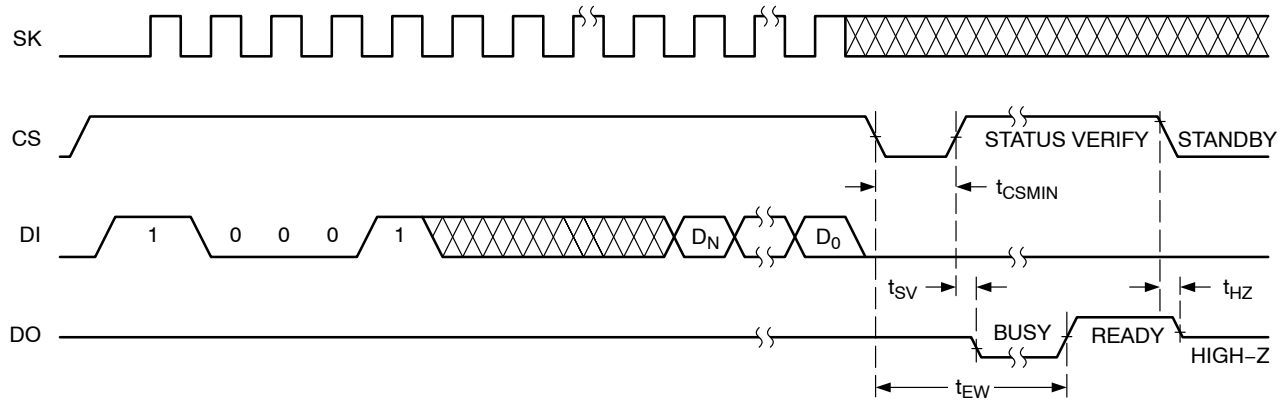 SK
CS
STATUS VERIFY
STANDBY
tCSMIN
DI
1 0 0 0 1 DN D0
tSV
tHZ
DO
BUSY
READY
HIGH–Z
tEW